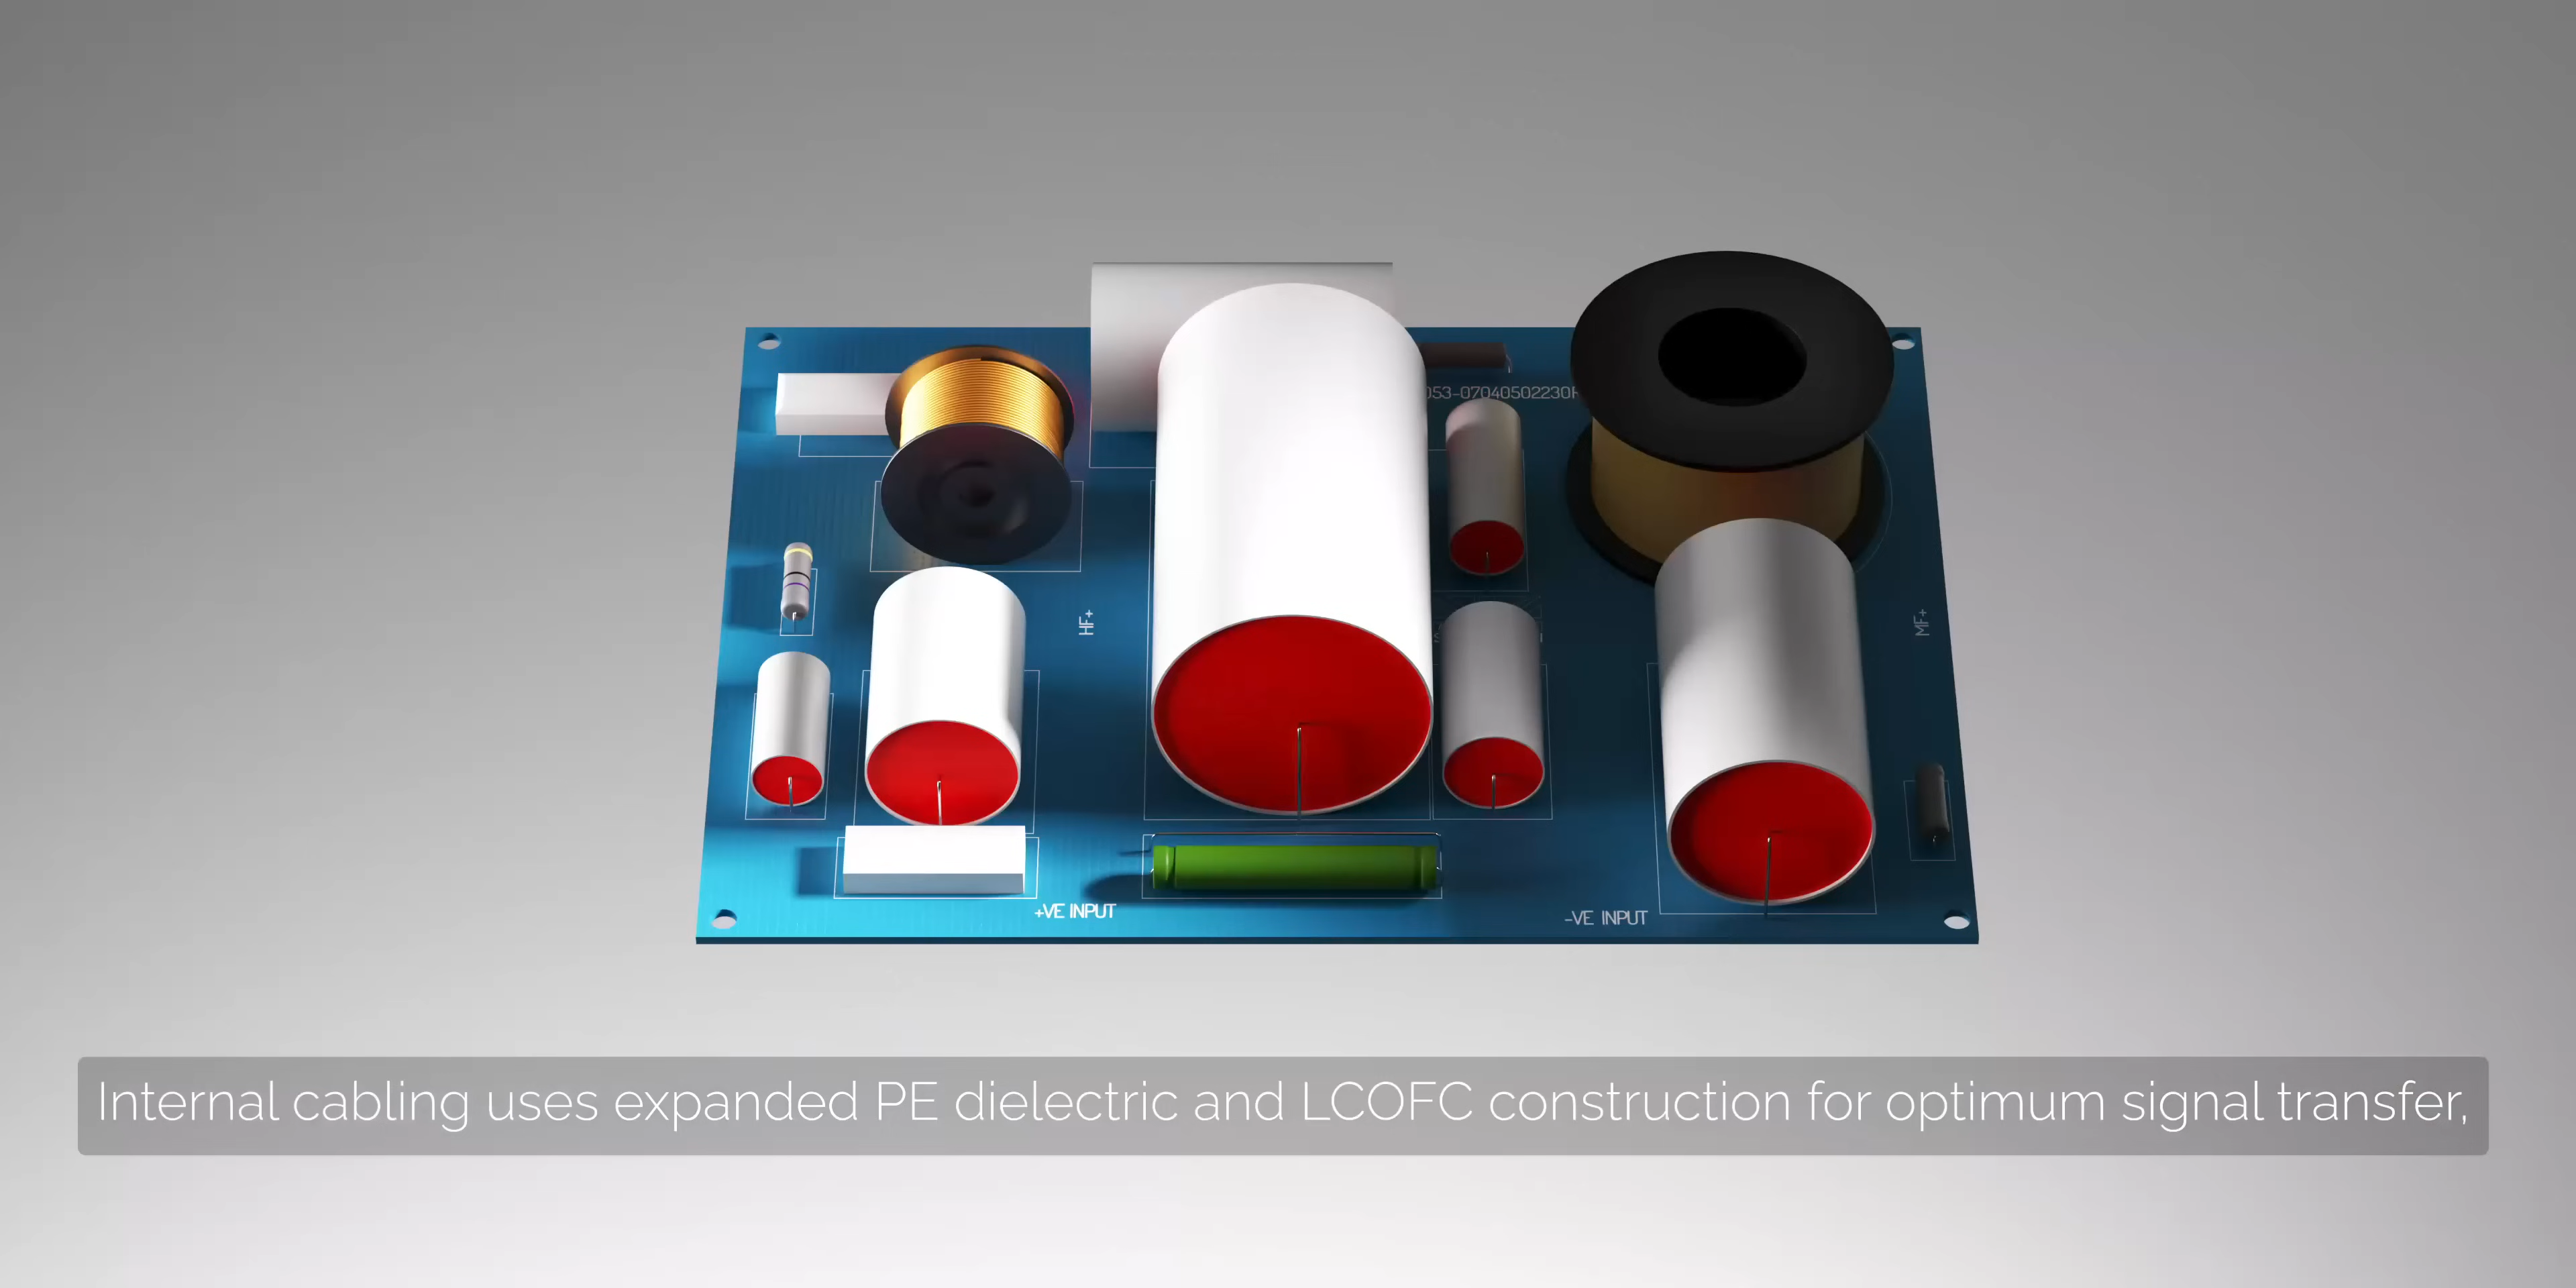 053-07040502230R
HF+
MF+
+VE INPUT
-VE INPUT
Internal cabling uses expanded PE dielectric and LCOFC construction for optimum signal transfer,